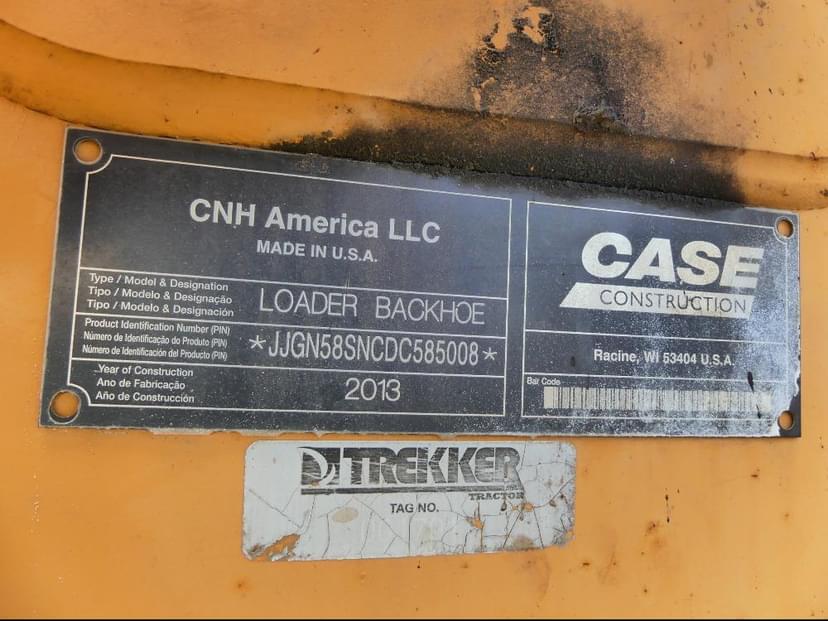 CNH America LLC
MADE IN U.S.A.
Type / Model & Designation
Tipo / Modelo & Designação
Tipo / Modelo & Designación
LOADER BACKHOE
Product Identification Number (PIN)
Número de Identificação do Produto (PIN)
Número de Identificación del Producto (PIN)
*JJGN58SNCDC585008*
Year of Construction
Ano de Fabricação
Año de Construcción
2013
CASE
CONSTRUCTION
Racine, WI 53404 U.S.A.
Bar Code
TREKKER
TRACTOR
TAG NO.